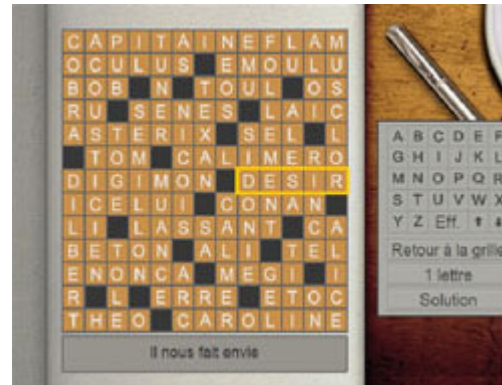 CAPITAINEFLAM
OCULUS EMOULU
BOB N TOUL OS
RU SENES LAIC
ASTERIX SEL L
TOM CALIMERO
DIGIMON DESIR
ICELUI CONAN
LI LASSANT CA
BETON ALI TEL
ENONCA MEGI I
R L ERRE ETOC
THEO CAROLINE
Il nous fait envie
A B C D E F
G H I J K L
M N O P Q R
S T U V W X
Y Z Eff.
Retour à la grille
1 lettre
Solution